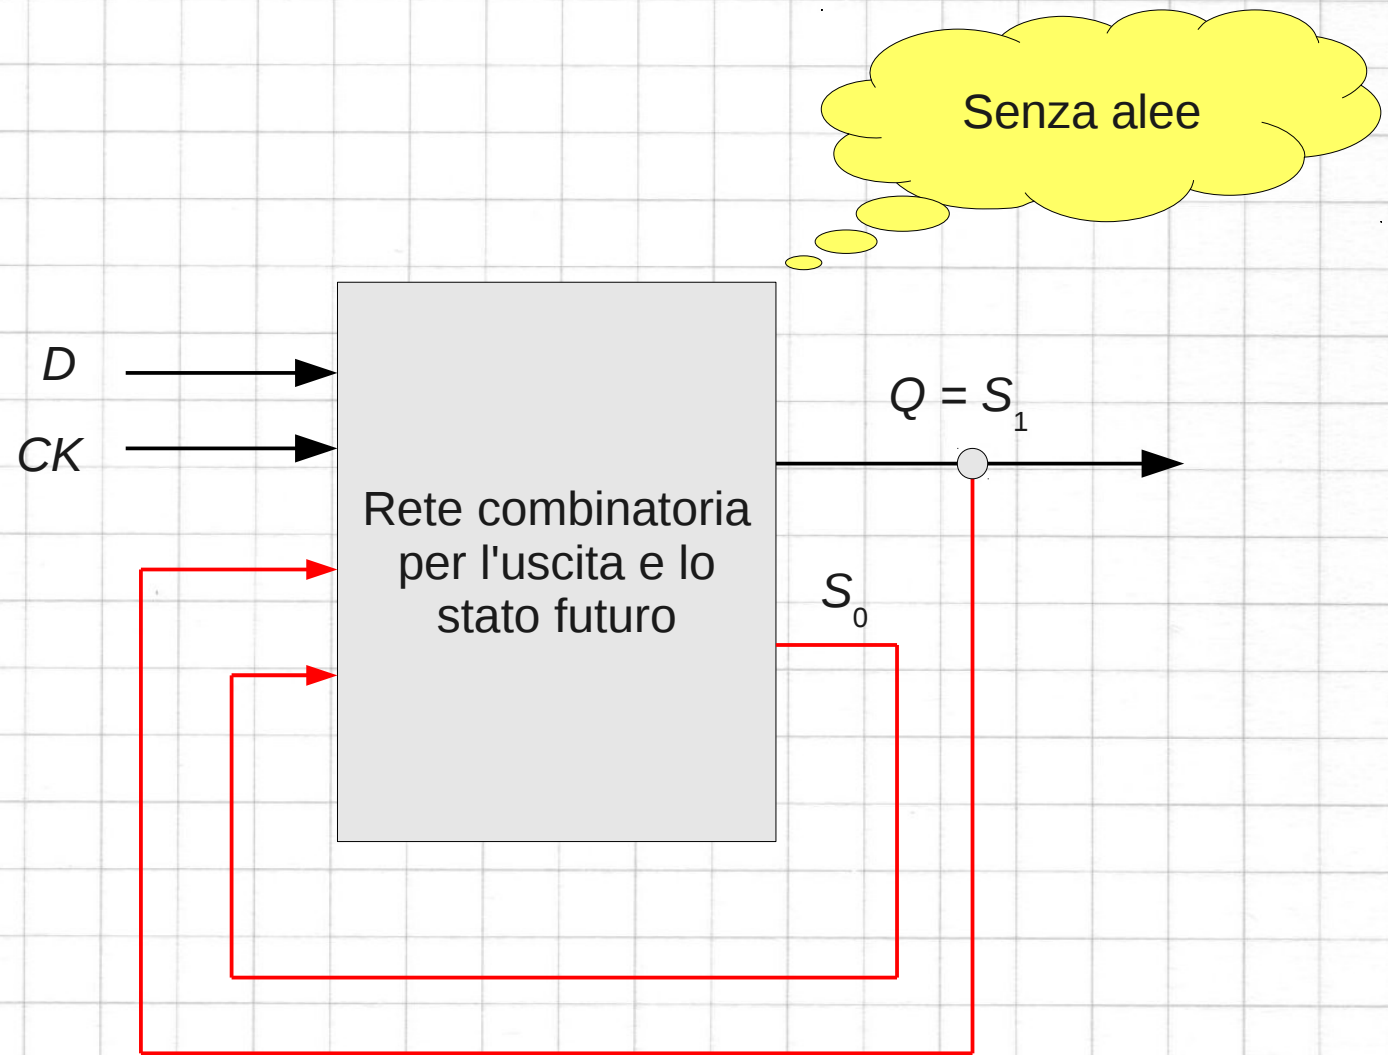 Senza alee
D
CK
Q = S1
Rete combinatoria
per l'uscita e lo
stato futuro
S0